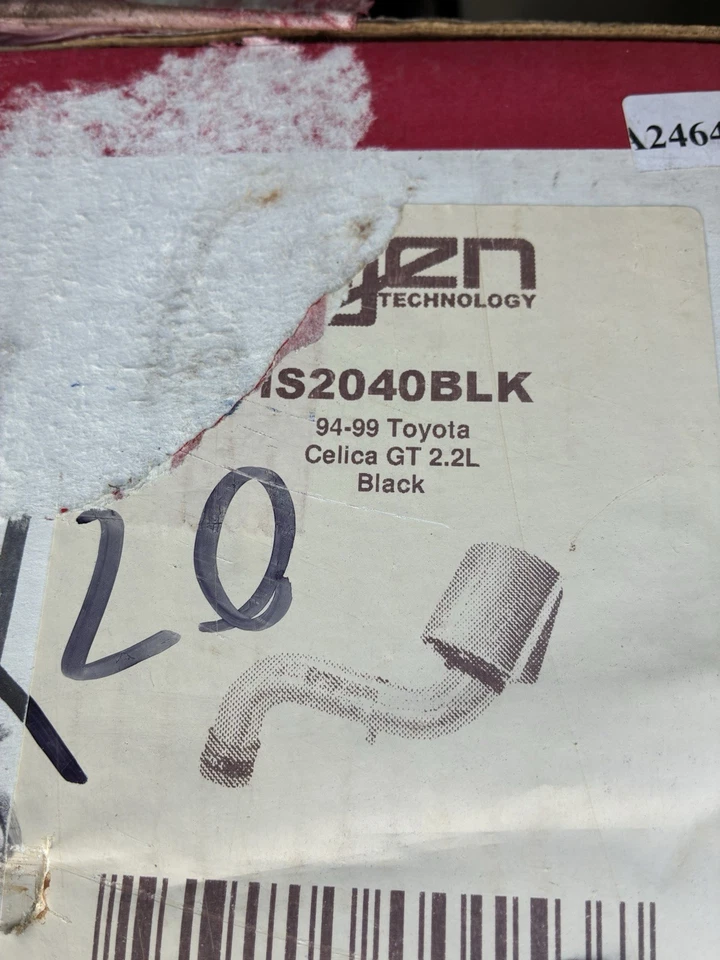 A2464
jen
TECHNOLOGY
IS2040BLK
94-99 Toyota
Celica GT 2.2L
Black
20